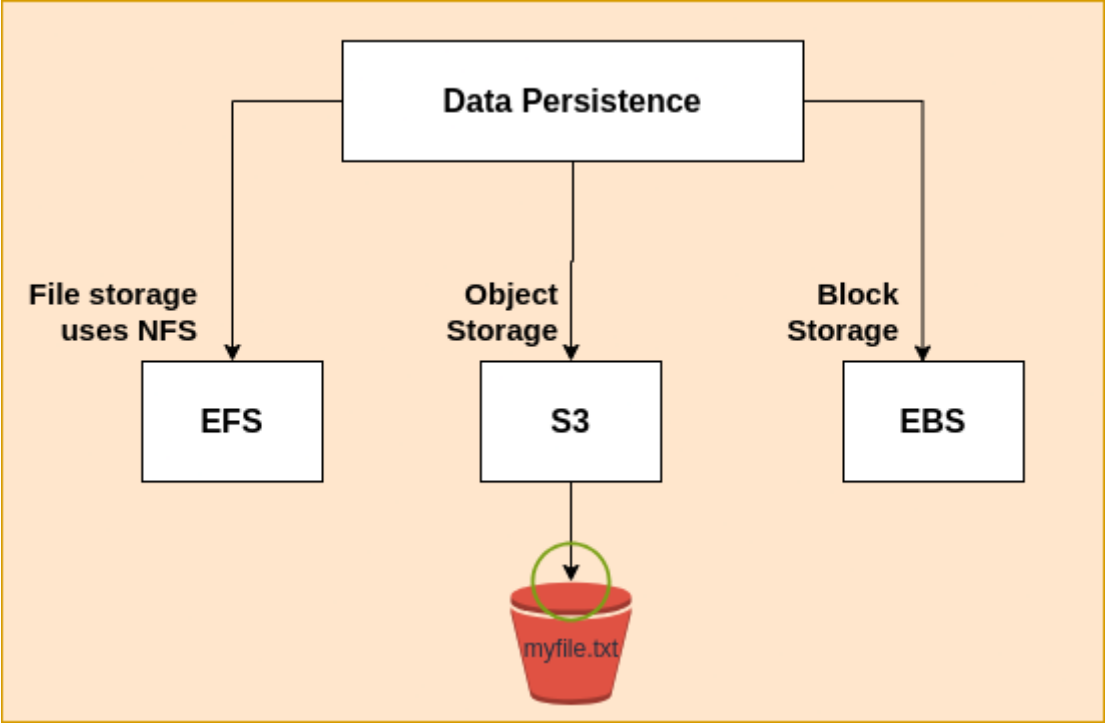 Data Persistence
File storage
uses NFS
Object
Storage
Block
Storage
EFS
S3
EBS
myfile.txt